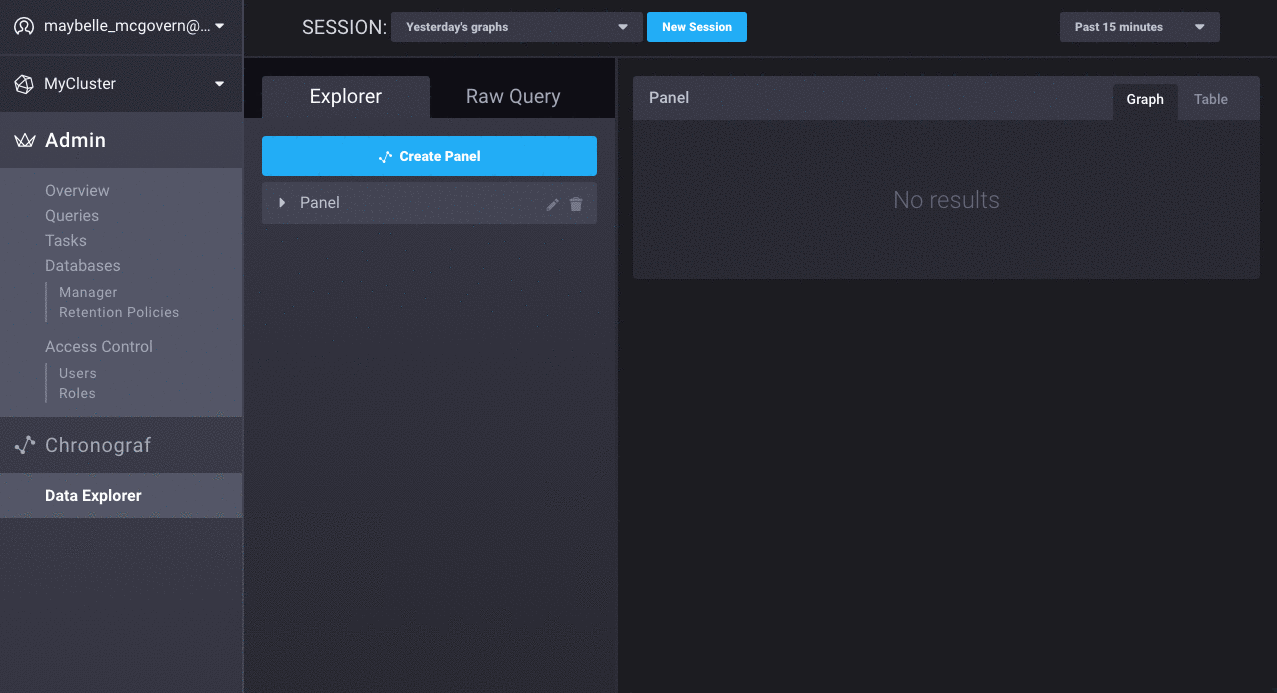 maybelle_mcgovern@...
MyCluster
Admin
Overview
Queries
Tasks
Databases
Manager
Retention Policies
Access Control
Users
Roles
Chronograf
Data Explorer
SESSION: Yesterday's graphs New Session Past 15 minutes
Explorer Raw Query
Create Panel
Panel
Panel Graph Table
No results